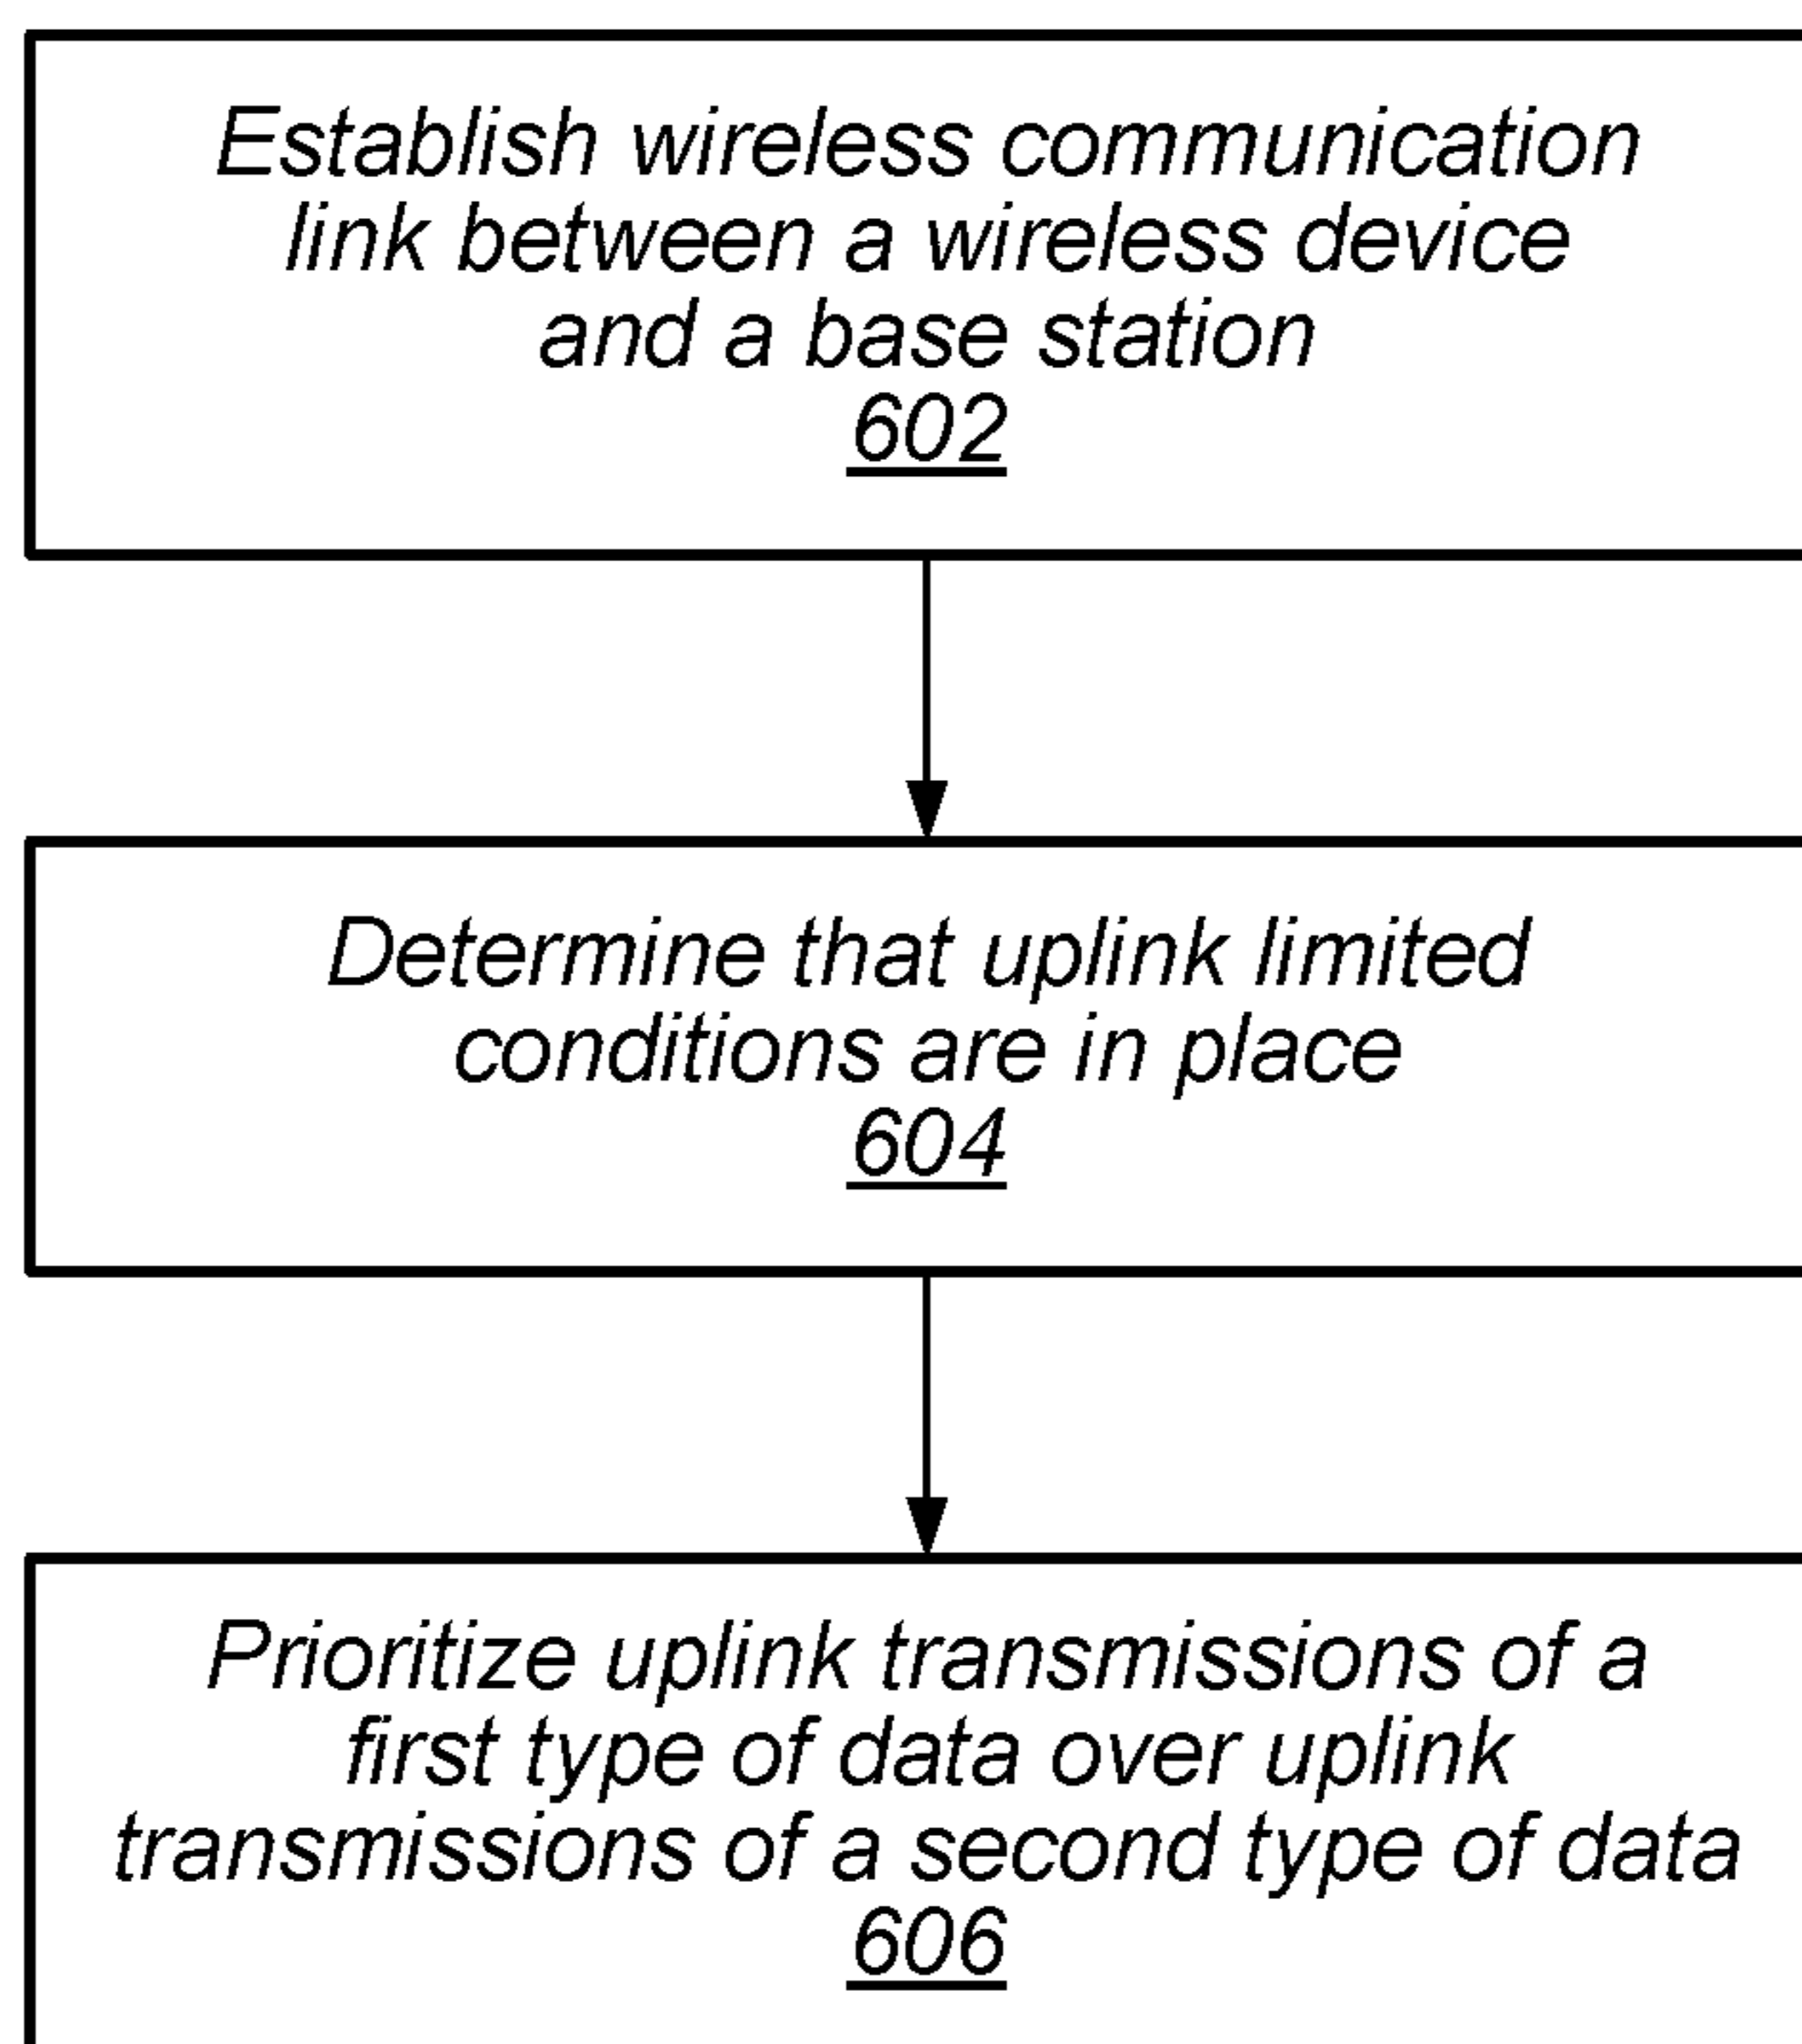 Establish wireless communication
link between a wireless device
and a base station
602
Determine that uplink limited
conditions are in place
604
Prioritize uplink transmissions of a
first type of data over uplink
transmissions of a second type of data
606